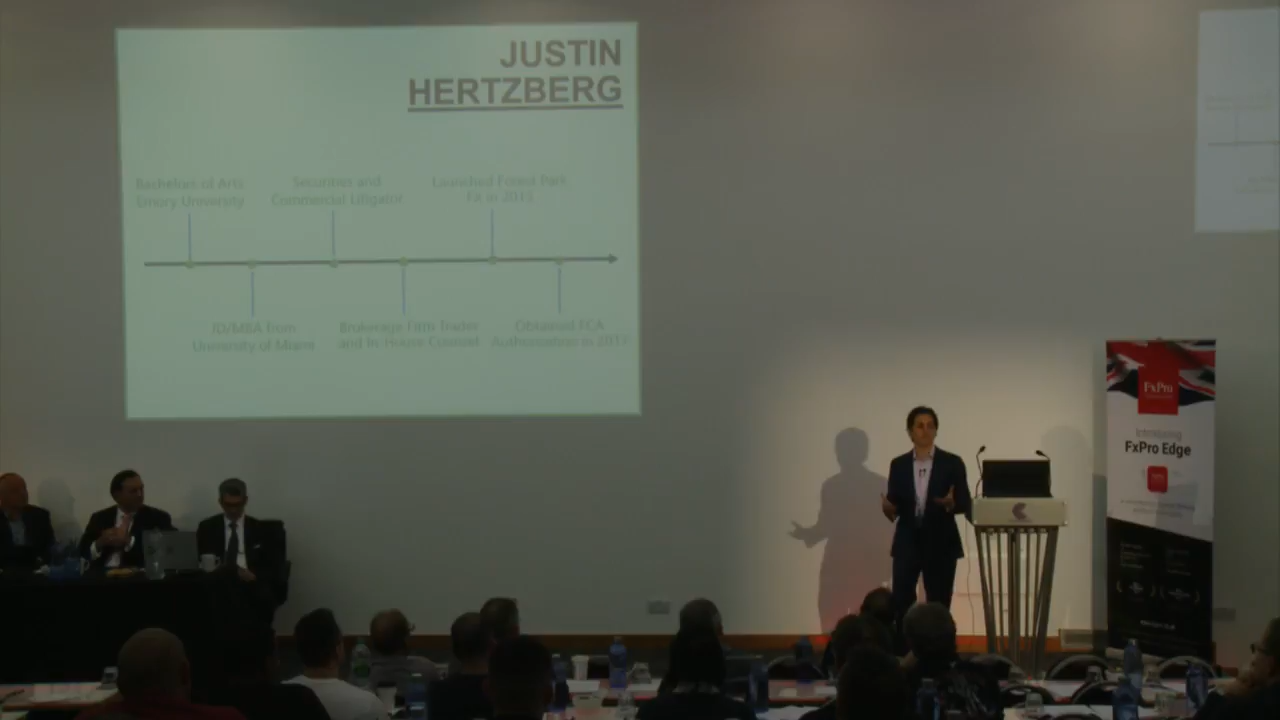 JUSTIN
HERTZBERG
Bachelors of Arts
Emory University
Securities and
Commercial Litigator
Launched Forest Park
FX in 2013
JD/MBA from
University of Miami
Brokerage Firm Trader
and In-House Counsel
Obtained FCA
Authorisation in 2017
FxPro
Introducing
FxPro Edge